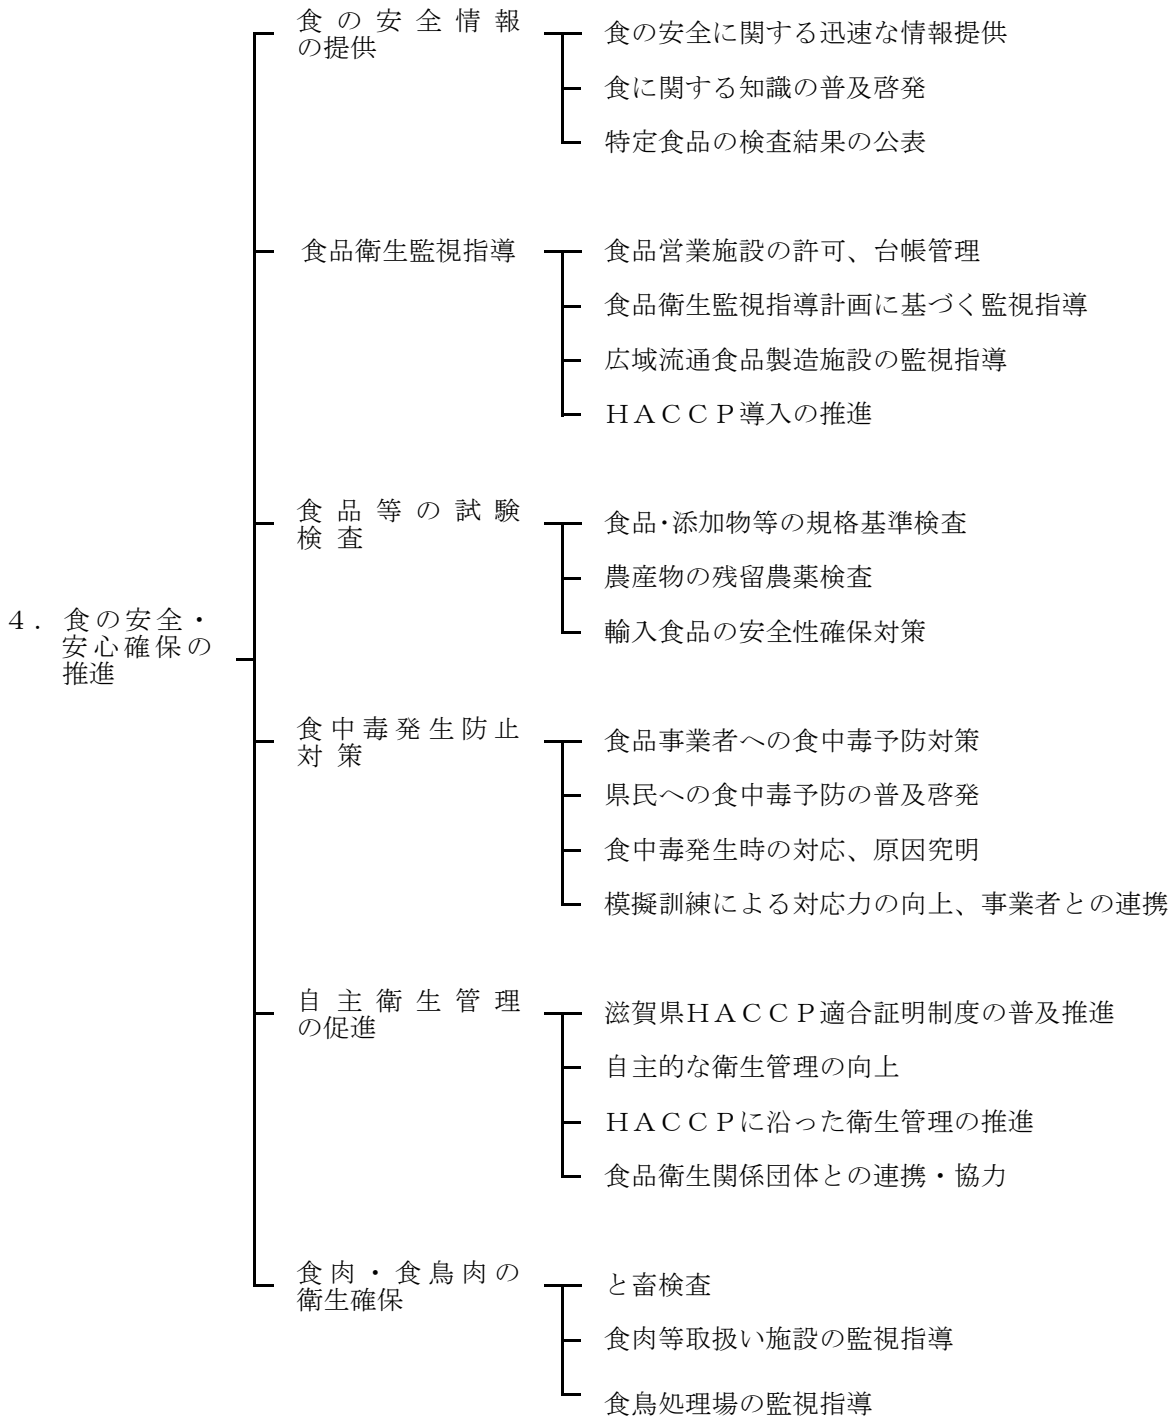 ４．食の安全・
安心確保の
推進
食の安全情報
の提供
食の安全に関する迅速な情報提供
食に関する知識の普及啓発
特定食品の検査結果の公表
食品衛生監視指導
食品営業施設の許可、台帳管理
食品衛生監視指導計画に基づく監視指導
広域流通食品製造施設の監視指導
ＨＡＣＣＰ導入の推進
食品等の試験
検査
食品･添加物等の規格基準検査
農産物の残留農薬検査
輸入食品の安全性確保対策
食中毒発生防止
対策
食品事業者への食中毒予防対策
県民への食中毒予防の普及啓発
食中毒発生時の対応、原因究明
模擬訓練による対応力の向上、事業者との連携
自主衛生管理
の促進
滋賀県HＡＣＣＰ適合証明制度の普及推進
自主的な衛生管理の向上
ＨＡＣＣＰに沿った衛生管理の推進
食品衛生関係団体との連携・協力
食肉・食鳥肉の
衛生確保
と畜検査
食肉等取扱い施設の監視指導
食鳥処理場の監視指導